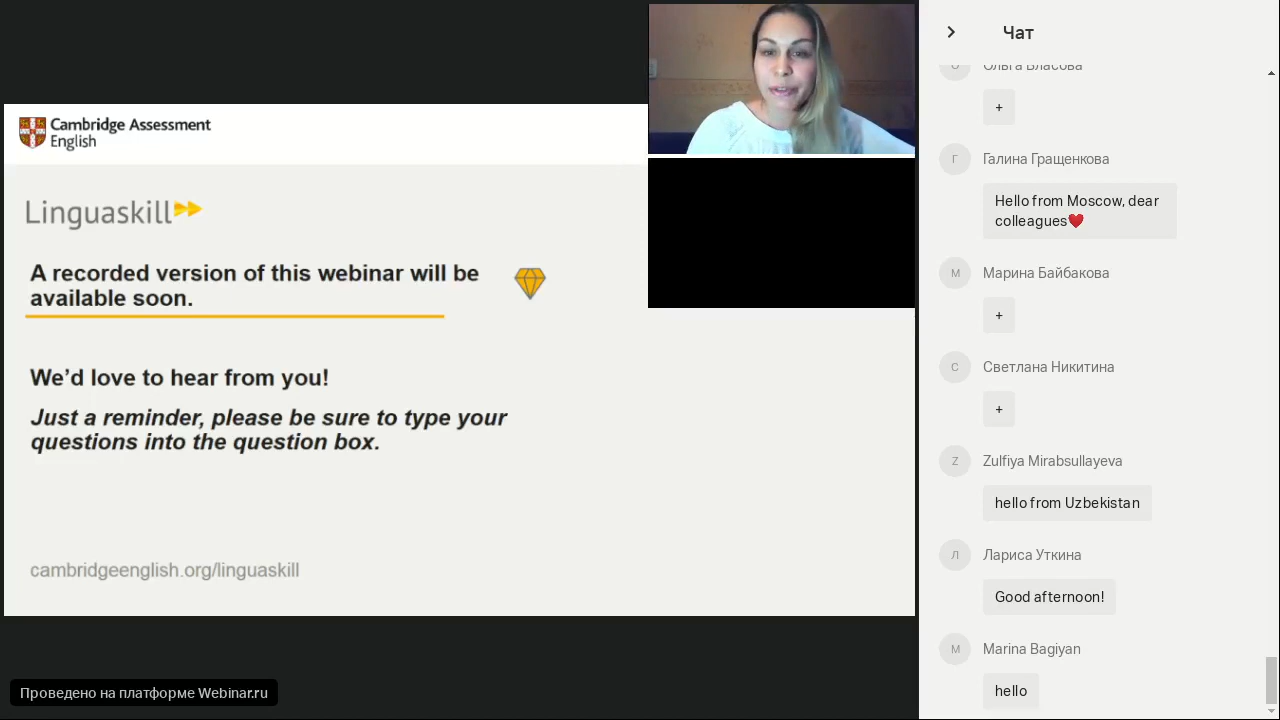 Cambridge Assessment
English
Linguaskill
A recorded version of this webinar will be
available soon.
We'd love to hear from you!
Just a reminder, please be sure to type your
questions into the question box.
cambridgeenglish.org/linguaskill
Проведено на платформе Webinar.ru
Чат
О
Ольга Власова
+
Г
Галина Гращенкова
Hello from Moscow, dear
colleagues❤️
М
Марина Байбакова
+
С
Светлана Никитина
+
Z
Zulfiya Mirabsullayeva
hello from Uzbekistan
Л
Лариса Уткина
Good afternoon!
M
Marina Bagiyan
hello